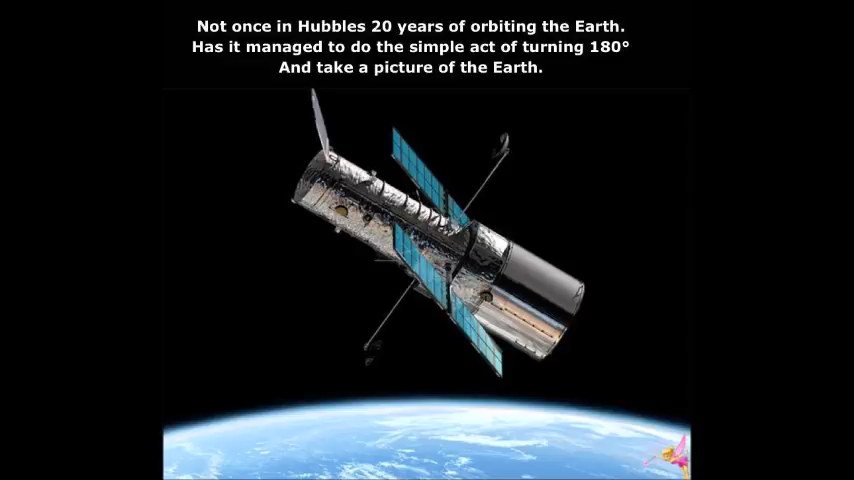 Not once in Hubbles 20 years of orbiting the Earth.
Has it managed to do the simple act of turning 180°
And take a picture of the Earth.